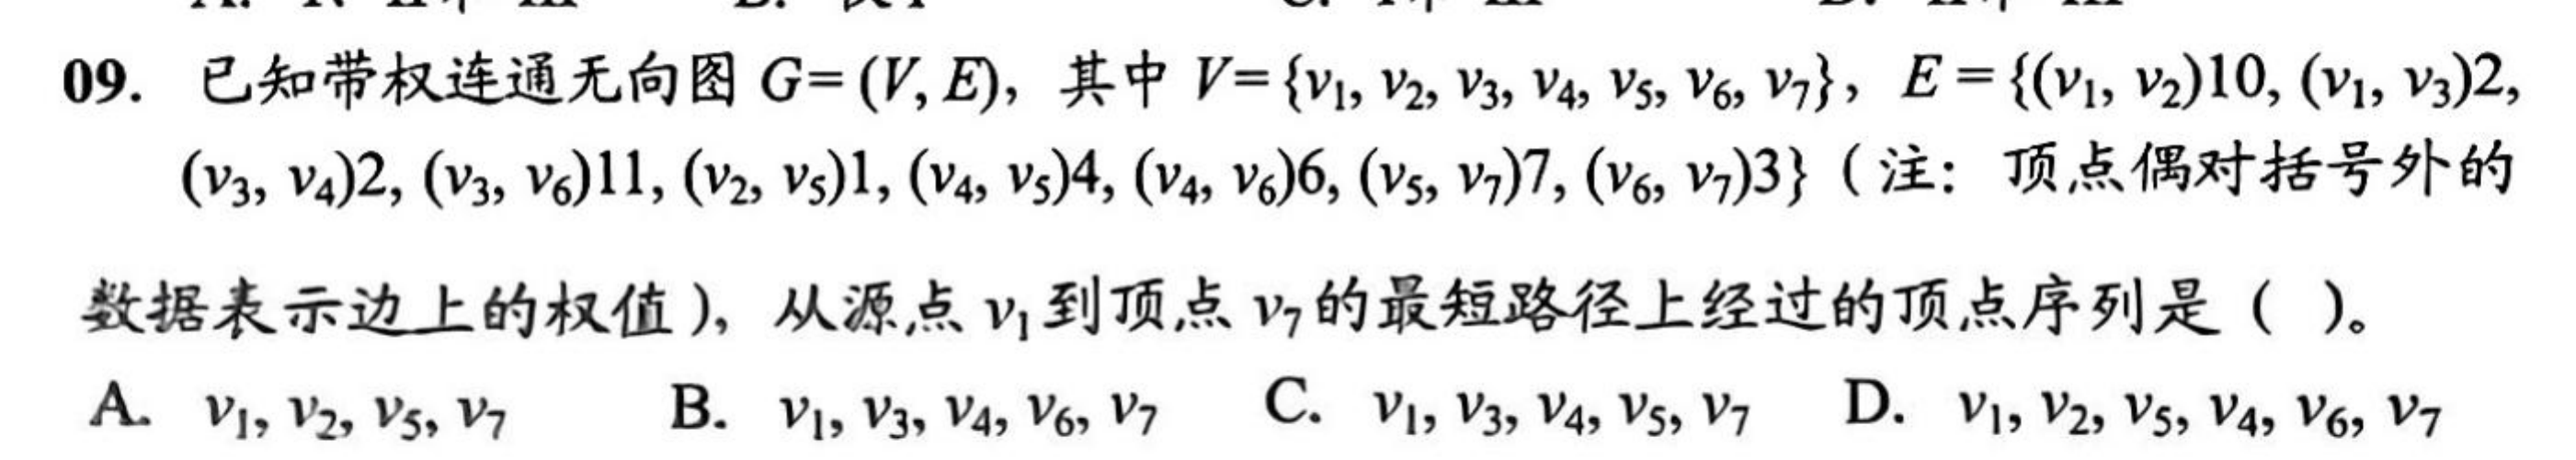 09. 已知带权连通无向图 G=(V, E)，其中 V={v₁, v₂, v₃, v₄, v₅, v₆, v₇}，E={(v₁, v₂)10, (v₁, v₃)2,
(v₃, v₄)2, (v₃, v₆)11, (v₂, v₅)1, (v₄, v₅)4, (v₄, v₆)6, (v₅, v₇)7, (v₆, v₇)3}（注：顶点偶对括号外的
数据表示边上的权值），从源点 v₁到顶点 v₇的最短路径上经过的顶点序列是（ ）。
A. v₁, v₂, v₅, v₇ B. v₁, v₃, v₄, v₆, v₇ C. v₁, v₃, v₄, v₅, v₇ D. v₁, v₂, v₅, v₄, v₆, v₇